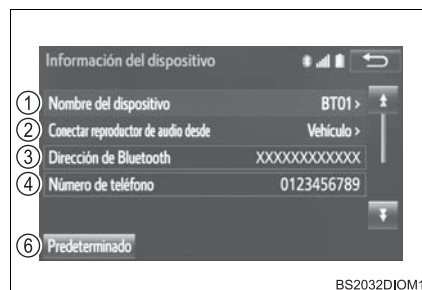 Información del dispositivo
① Nombre del dispositivo BT01 >
② Conectar reproductor de audio desde Vehículo >
③ Dirección de Bluetooth XXXXXXXXXXXX
④ Número de teléfono 0123456789
⑥ Predeterminado
BS2032DIOM1